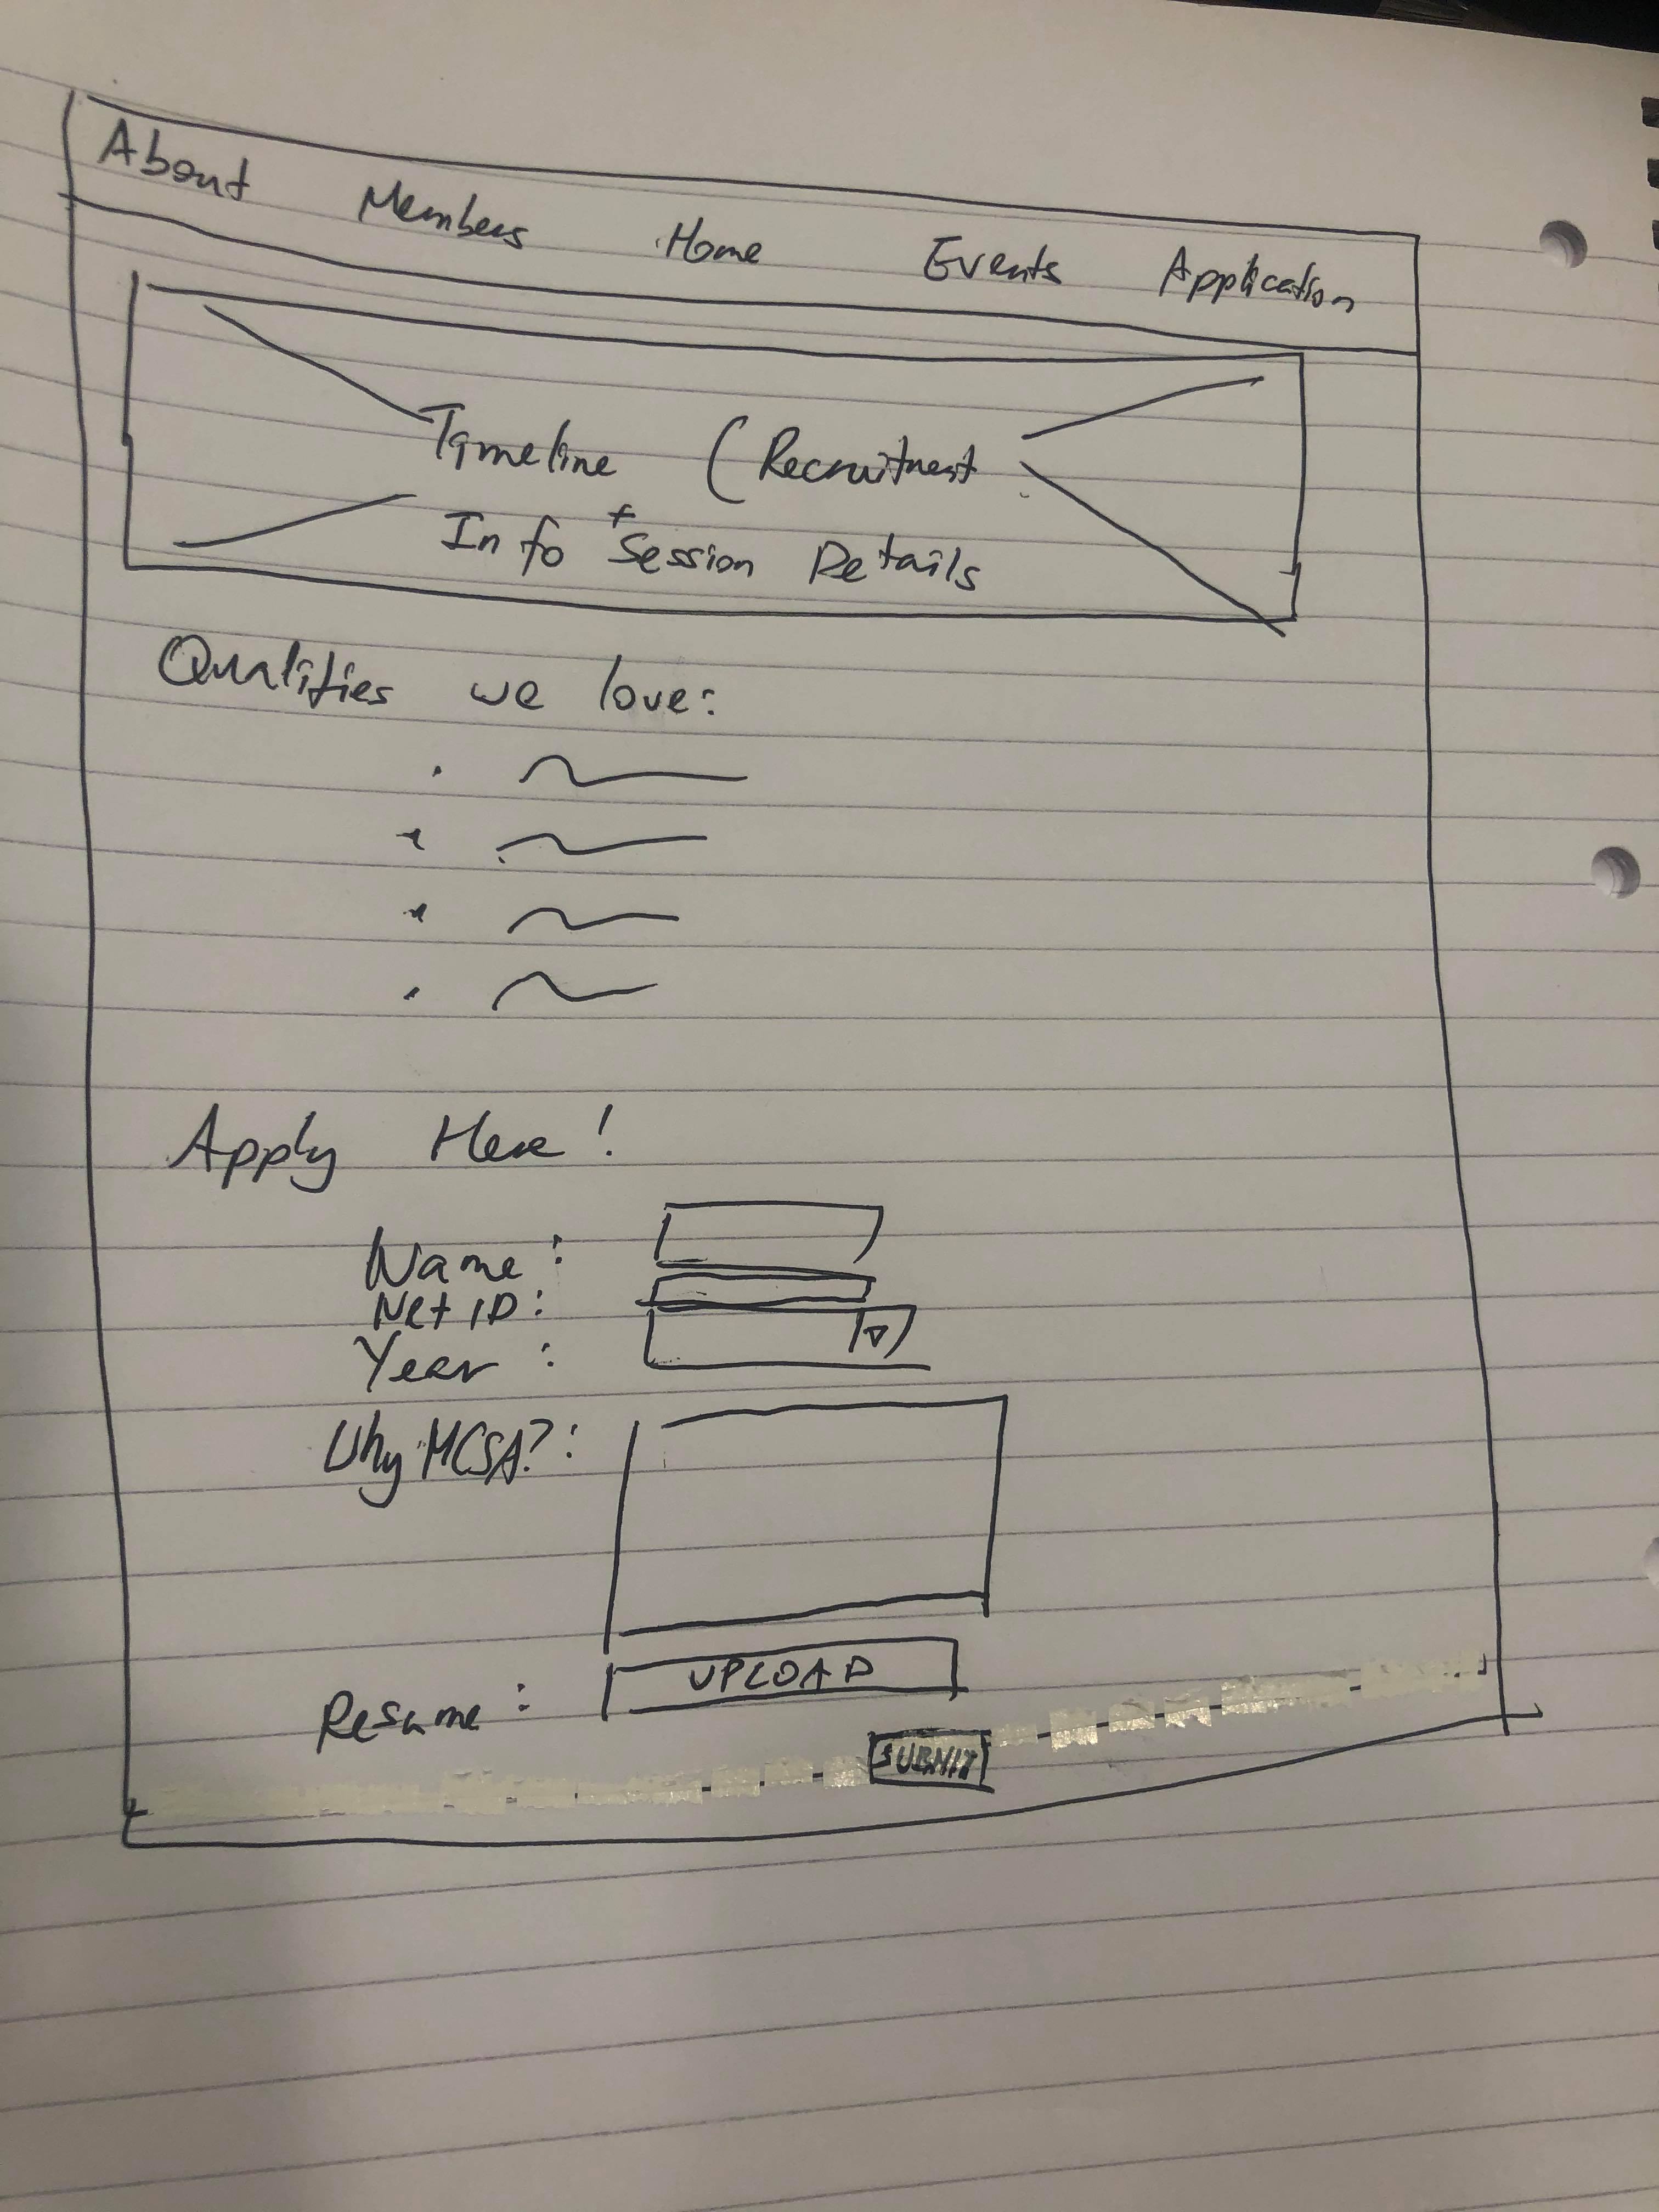 About Members Home Events Application
Timeline (Recruitment
+
Info Session Details
Qualities we love:
Apply Here!
Name:
Net ID:
Year:
Why MCSA?:
Resume: UPLOAD
SUBMIT